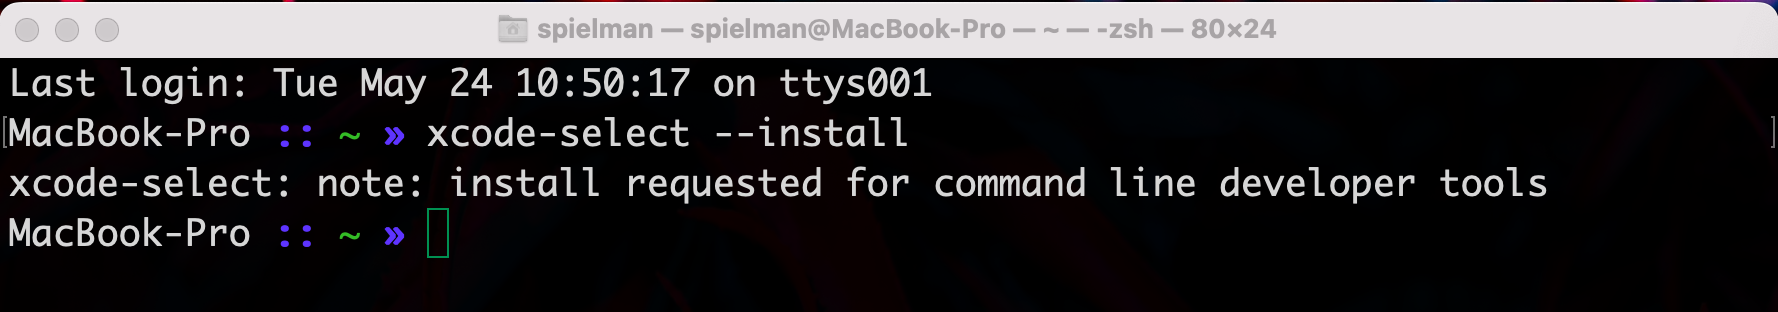 spielman — spielman@MacBook-Pro — ~ — -zsh — 80×24
Last login: Tue May 24 10:50:17 on ttys001
[MacBook-Pro :: ~ » xcode-select --install ]
xcode-select: note: install requested for command line developer tools
MacBook-Pro :: ~ »